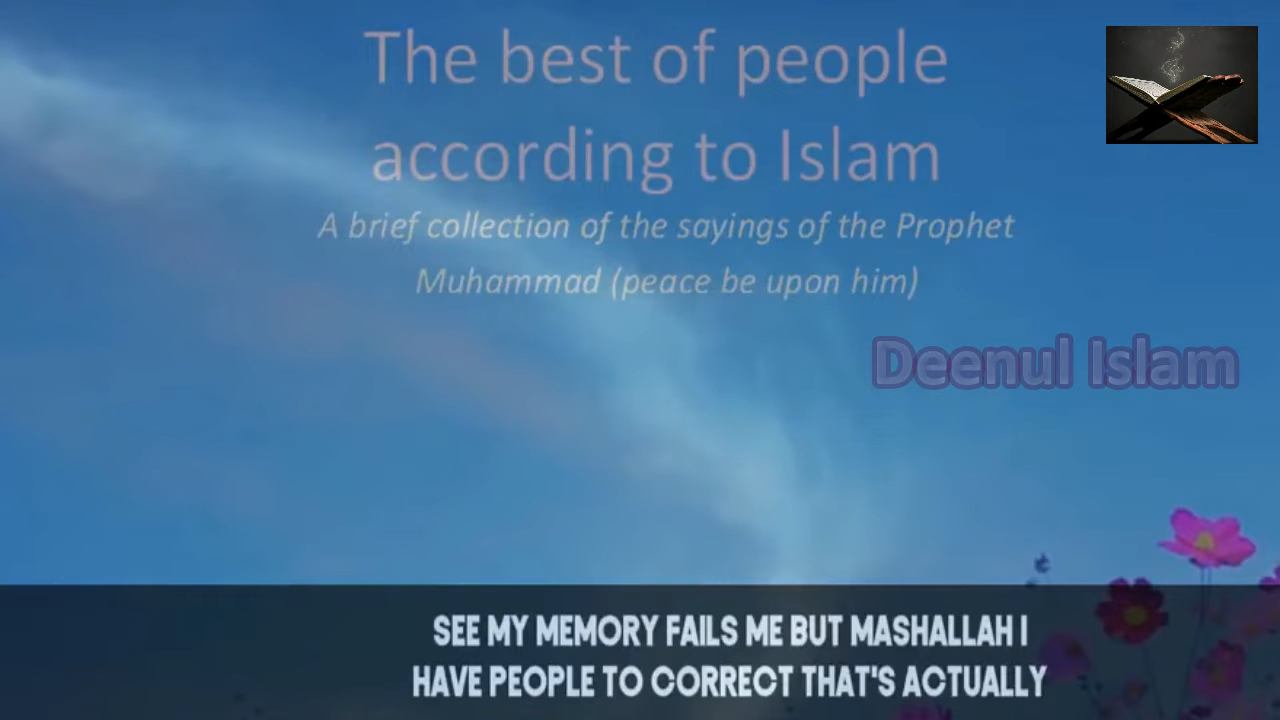 The best of people
according to Islam
A brief collection of the sayings of the Prophet
Muhammad (peace be upon him)
Deenul Islam
SEE MY MEMORY FAILS ME BUT MASHALLAH I
HAVE PEOPLE TO CORRECT THAT'S ACTUALLY